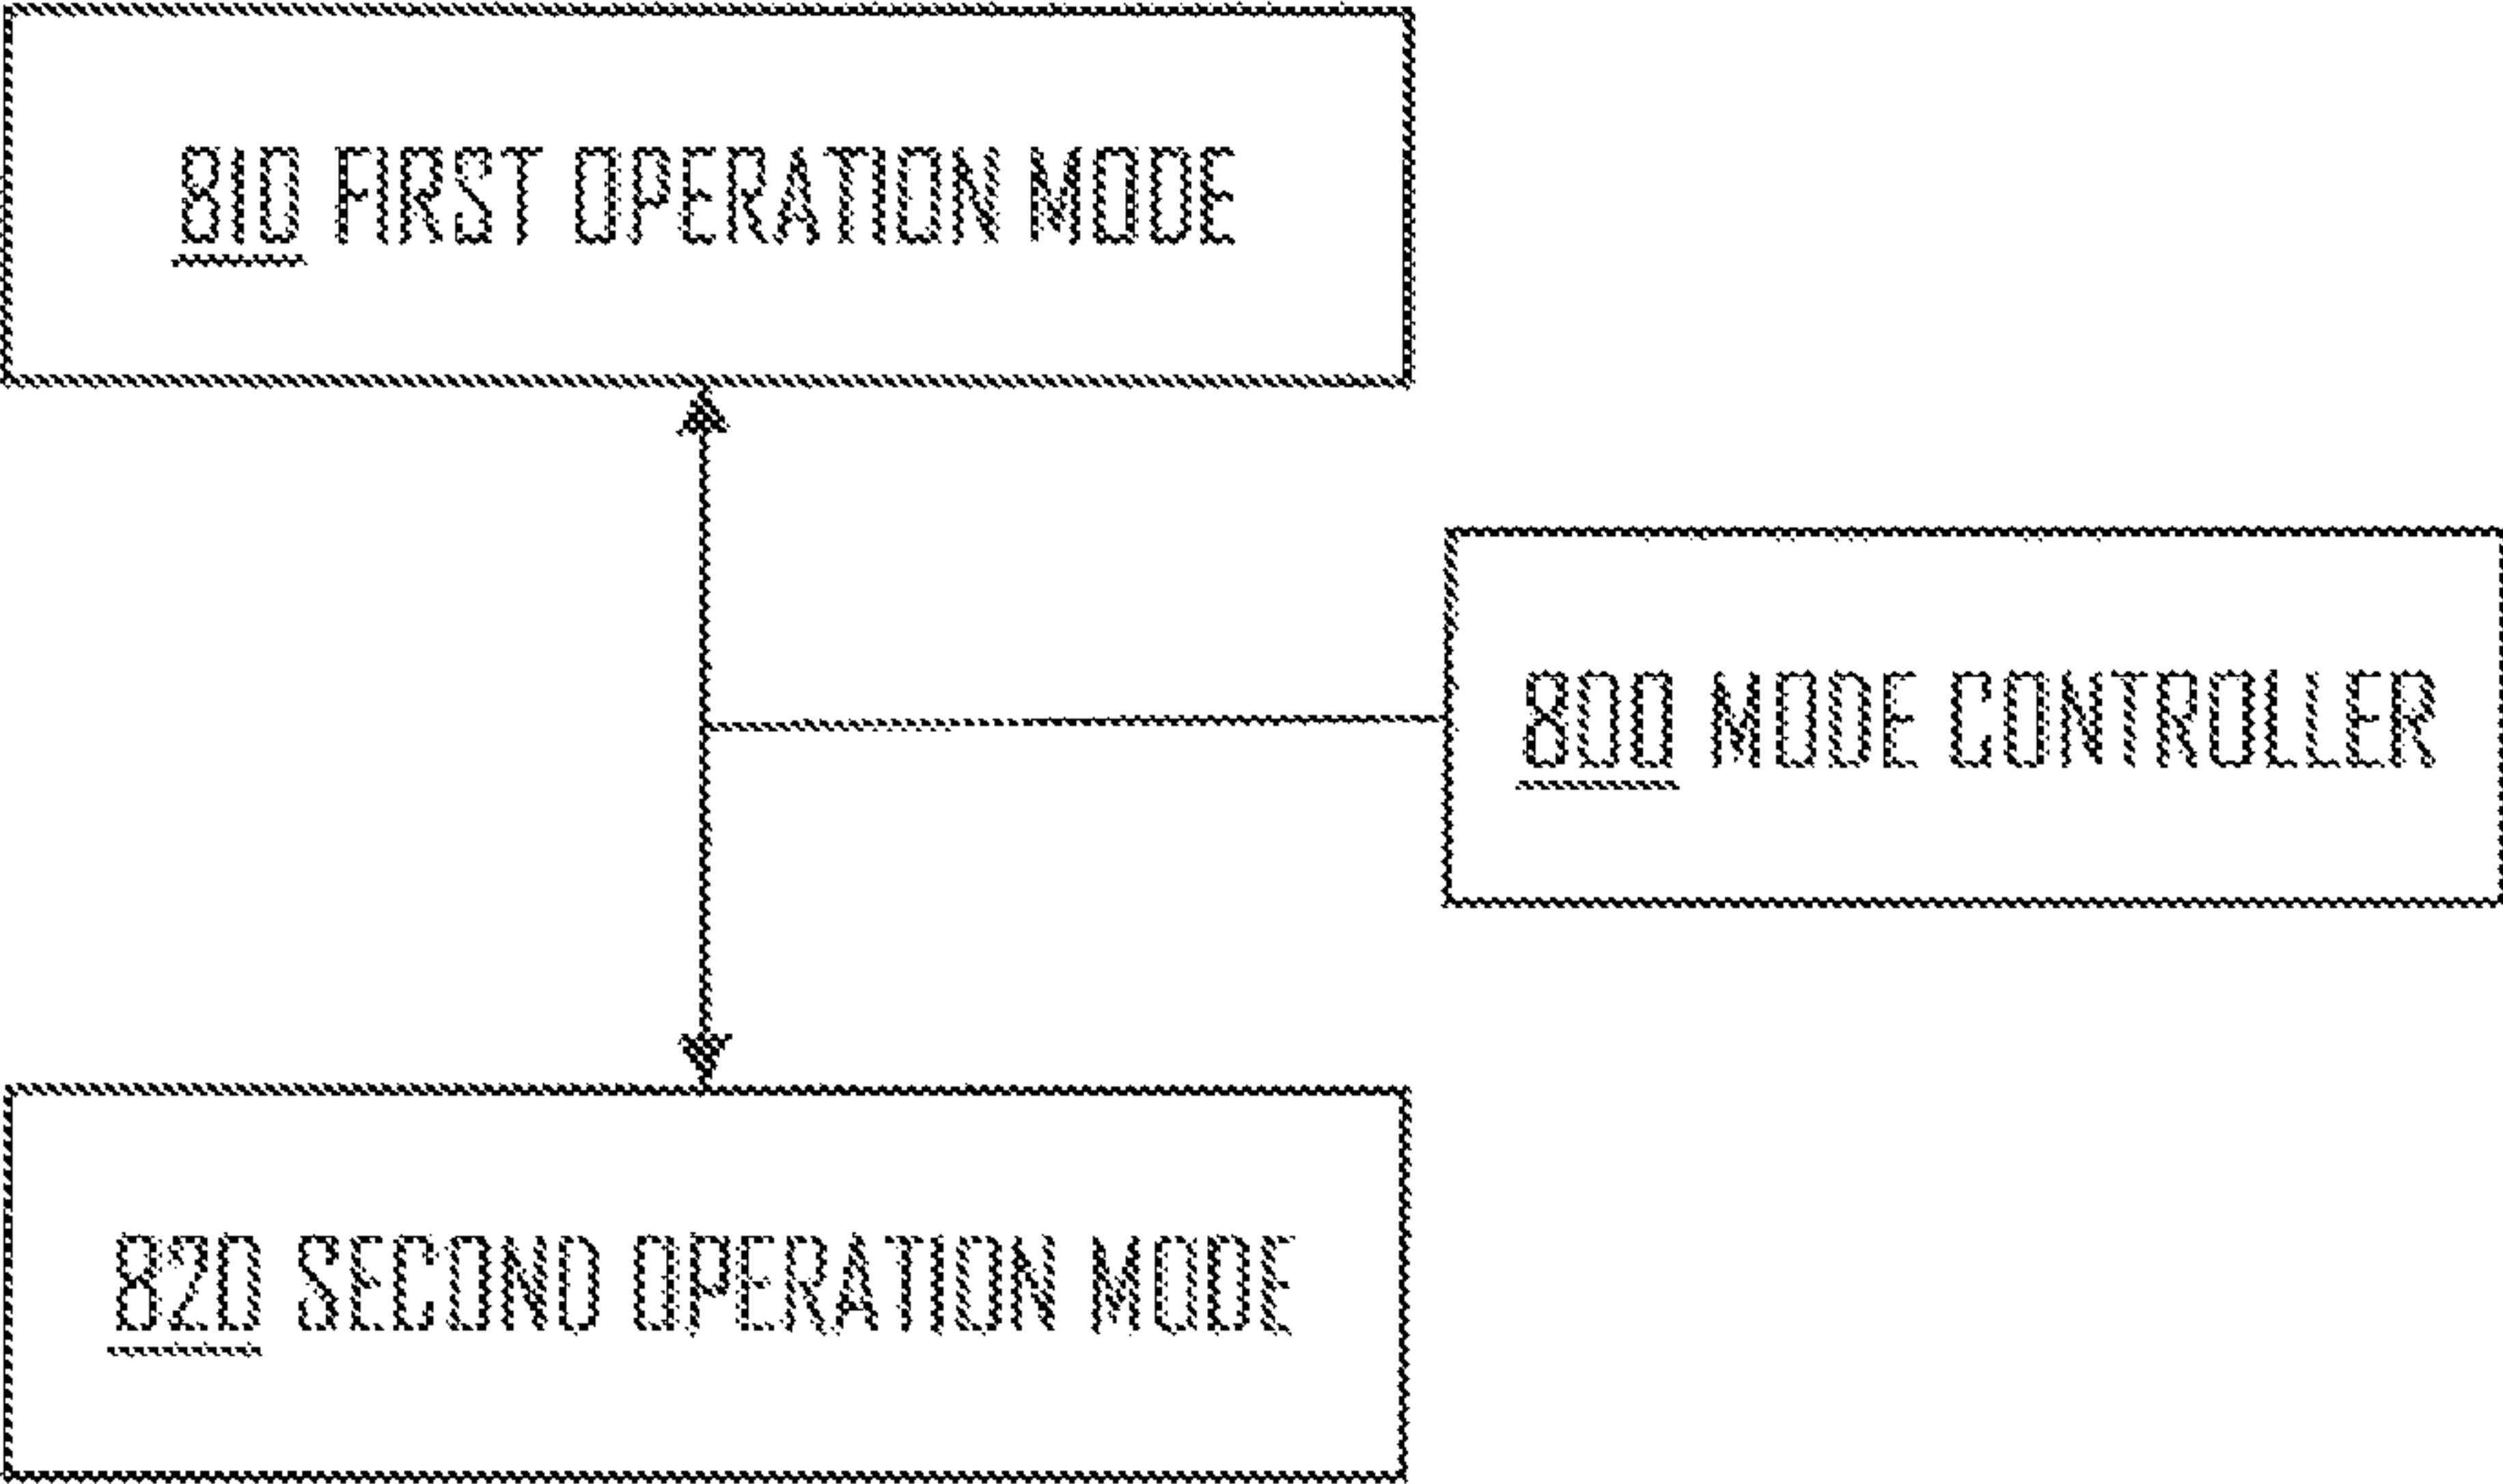 810 FIRST OPERATION MODE
800 MODE CONTROLLER
820 SECOND OPERATION MODE